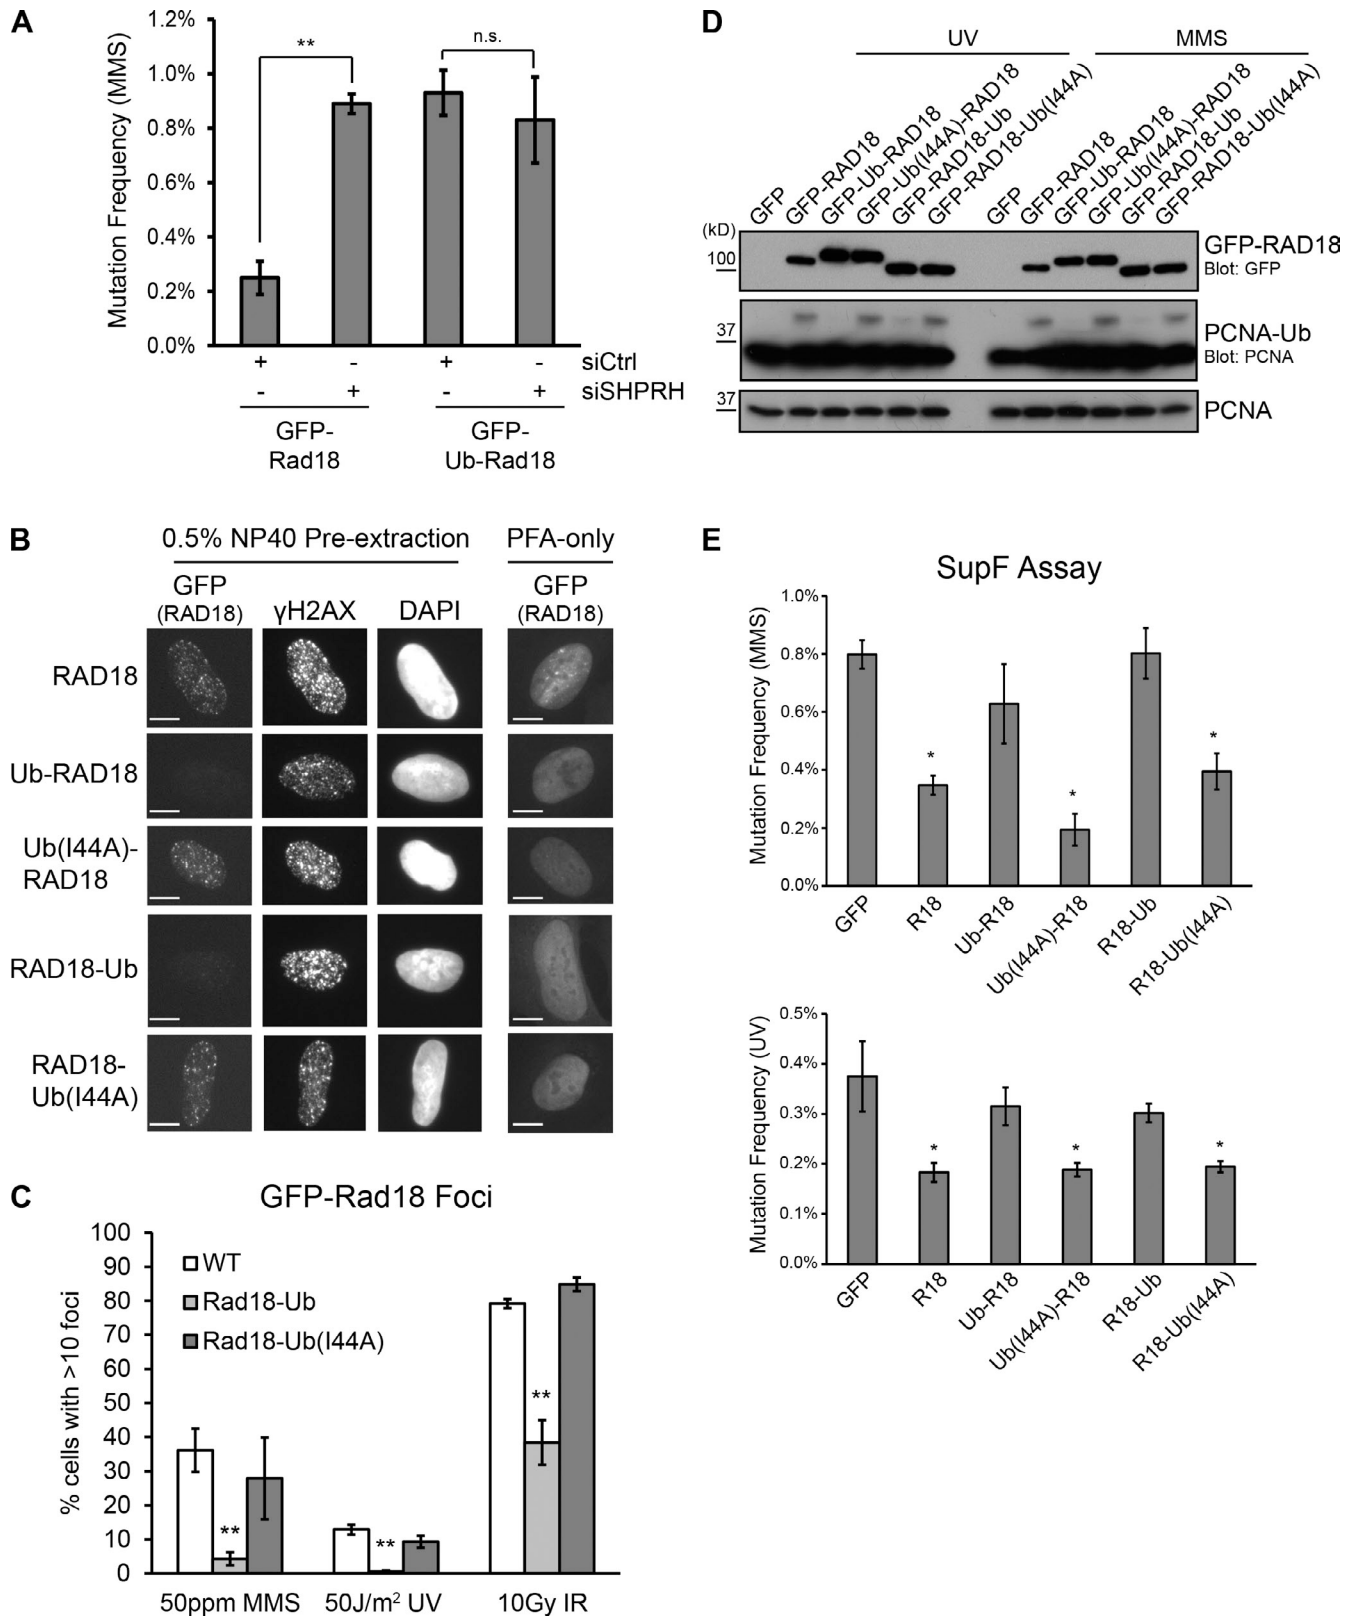 A
Mutation Frequency (MMS)
1.2%
1.0%
0.8%
0.6%
0.4%
0.2%
0.0%
**
n.s.
+ - + - siCtrl
- + - + siSHPRH
GFP-
Rad18
GFP-
Ub-Rad18
B
0.5% NP40 Pre-extraction
PFA-only
GFP
(RAD18)
γH2AX
DAPI
GFP
(RAD18)
RAD18
Ub-RAD18
Ub(I44A)-
RAD18
RAD18-Ub
RAD18-
Ub(I44A)
C
GFP-Rad18 Foci
% cells with >10 foci
100
90
80
70
60
50
40
30
20
10
0
WT
Rad18-Ub
Rad18-Ub(I44A)
**
**
**
50ppm MMS
50J/m² UV
10Gy IR
D
UV
MMS
GFP
GFP-RAD18
GFP-Ub-RAD18
GFP-Ub(I44A)-RAD18
GFP-RAD18-Ub
GFP-RAD18-Ub(I44A)
GFP
GFP-RAD18
GFP-Ub-RAD18
GFP-Ub(I44A)-RAD18
GFP-RAD18-Ub
GFP-RAD18-Ub(I44A)
(kD)
100
GFP-RAD18
Blot: GFP
37
PCNA-Ub
Blot: PCNA
37
PCNA
E
SupF Assay
Mutation Frequency (MMS)
1.0%
0.8%
0.6%
0.4%
0.2%
0.0%
*
*
*
GFP
R18
Ub-R18
Ub(I44A)-R18
R18-Ub
R18-Ub(I44A)
Mutation Frequency (UV)
0.5%
0.4%
0.3%
0.2%
0.1%
0.0%
*
*
*
GFP
R18
Ub-R18
Ub(I44A)-R18
R18-Ub
R18-Ub(I44A)